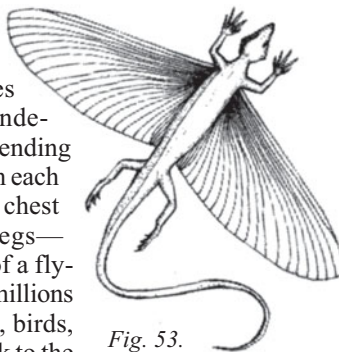 es
nde-
ending
n each
chest
egs—
of a fly-
millions
, birds,
k to the
Fig. 53.